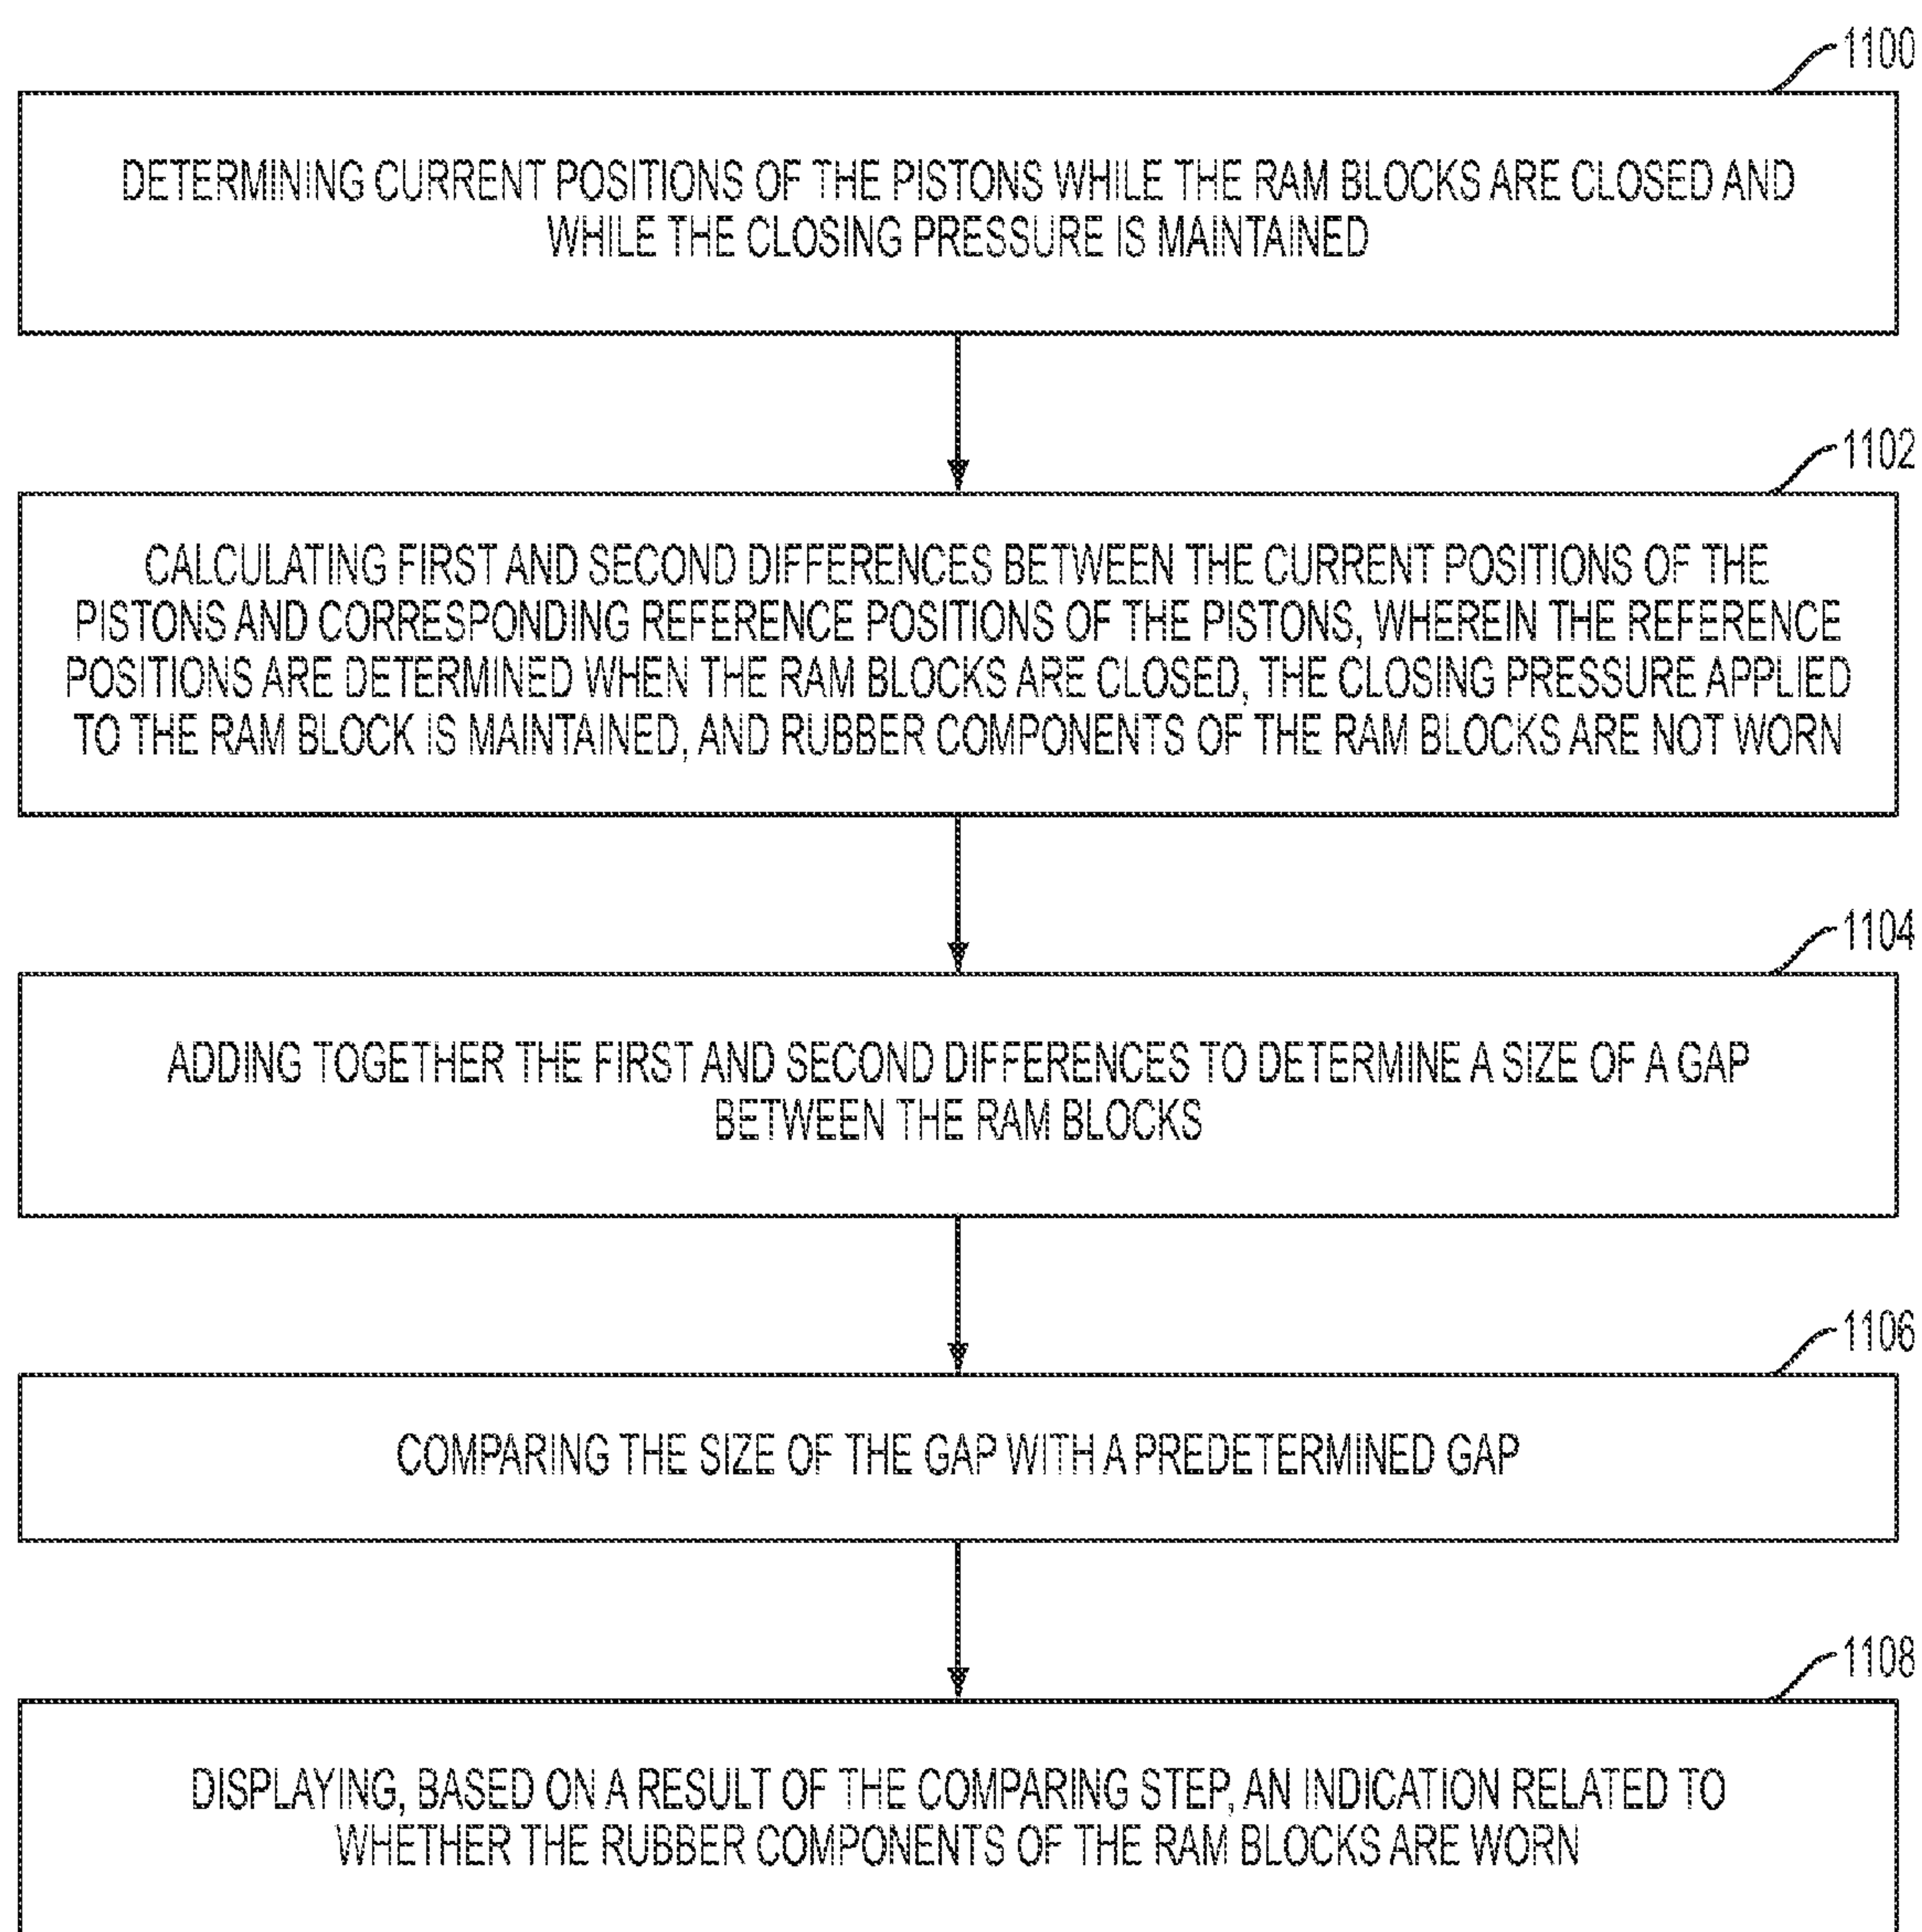 1100
DETERMINING CURRENT POSITIONS OF THE PISTONS WHILE THE RAM BLOCKS ARE CLOSED AND
WHILE THE CLOSING PRESSURE IS MAINTAINED
1102
CALCULATING FIRST AND SECOND DIFFERENCES BETWEEN THE CURRENT POSITIONS OF THE
PISTONS AND CORRESPONDING REFERENCE POSITIONS OF THE PISTONS, WHEREIN THE REFERENCE
POSITIONS ARE DETERMINED WHEN THE RAM BLOCKS ARE CLOSED, THE CLOSING PRESSURE APPLIED
TO THE RAM BLOCK IS MAINTAINED, AND RUBBER COMPONENTS OF THE RAM BLOCKS ARE NOT WORN
1104
ADDING TOGETHER THE FIRST AND SECOND DIFFERENCES TO DETERMINE A SIZE OF A GAP
BETWEEN THE RAM BLOCKS
1106
COMPARING THE SIZE OF THE GAP WITH A PREDETERMINED GAP
1108
DISPLAYING, BASED ON A RESULT OF THE COMPARING STEP, AN INDICATION RELATED TO
WHETHER THE RUBBER COMPONENTS OF THE RAM BLOCKS ARE WORN